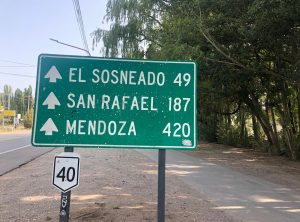 EL SOSNEADO 49
SAN RAFAEL 187
MENDOZA 420
40